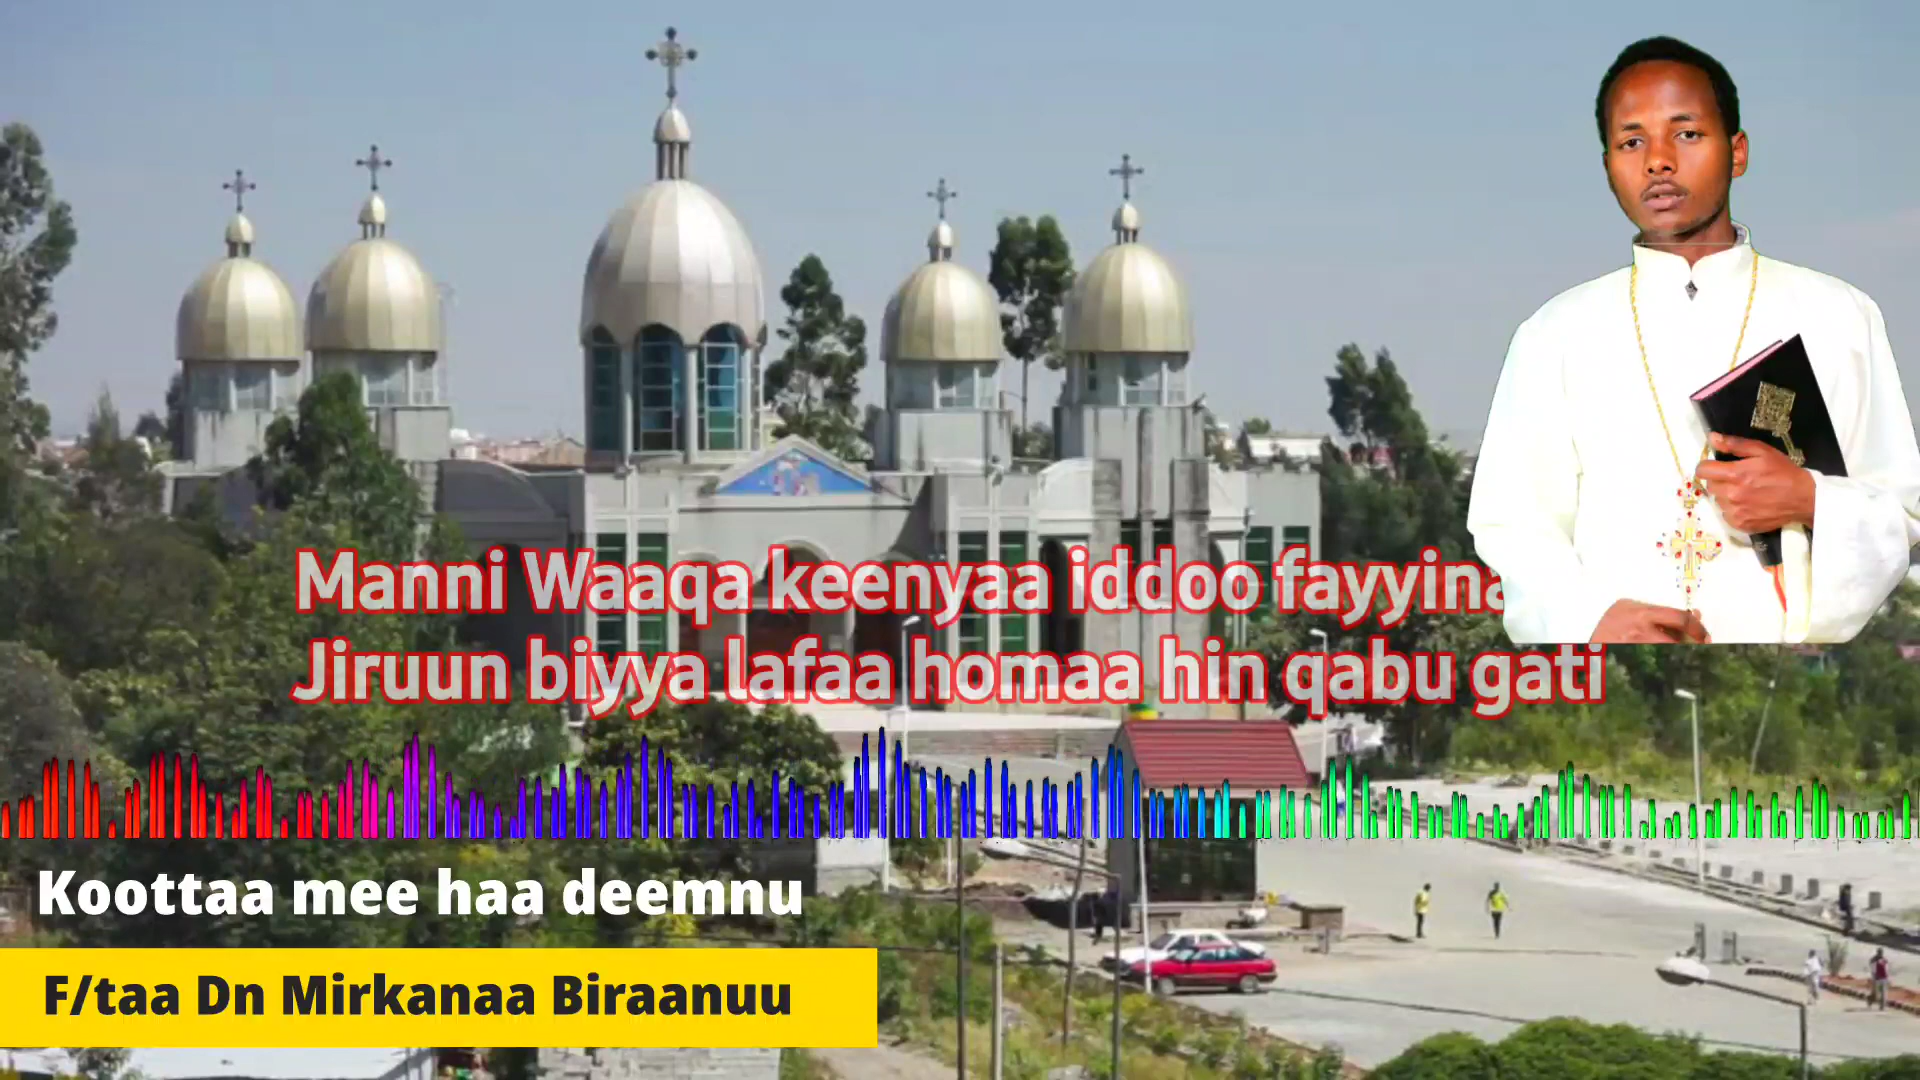 Manni Waaqa keenyaa iddoo
Jiruun biyya lafaa homaa hin qabu gati
Koottaa mee haa deemnu
F/taa Dn Mirkanaa Biraanuu